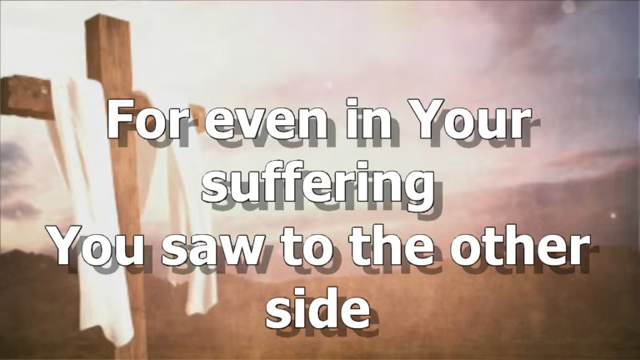 For even in Your
suffering
You saw to the other
side